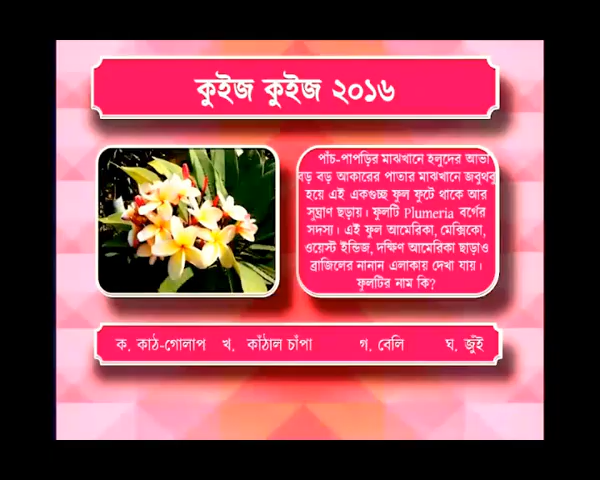 কুইজ কুইজ ২০১৬
পাঁচ-পাপড়ির মাঝখানে হলুদের আভা
বড় বড় আকারের পাতার মাঝখানে জবুথবু
হয়ে এই একগুচ্ছ ফুল ফুটে থাকে আর
সুঘ্রাণ ছড়ায়। ফুলটি Plumeria বর্গের
সদস্য। এই ফুল আমেরিকা, মেক্সিকো,
ওয়েস্ট ইন্ডিজ, দক্ষিণ আমেরিকা ছাড়াও
ব্রাজিলের নানান এলাকায় দেখা যায়।
ফুলটির নাম কি?
ক. কাঠ-গোলাপ খ. কাঁঠাল চাঁপা গ. বেলি ঘ. জুঁই